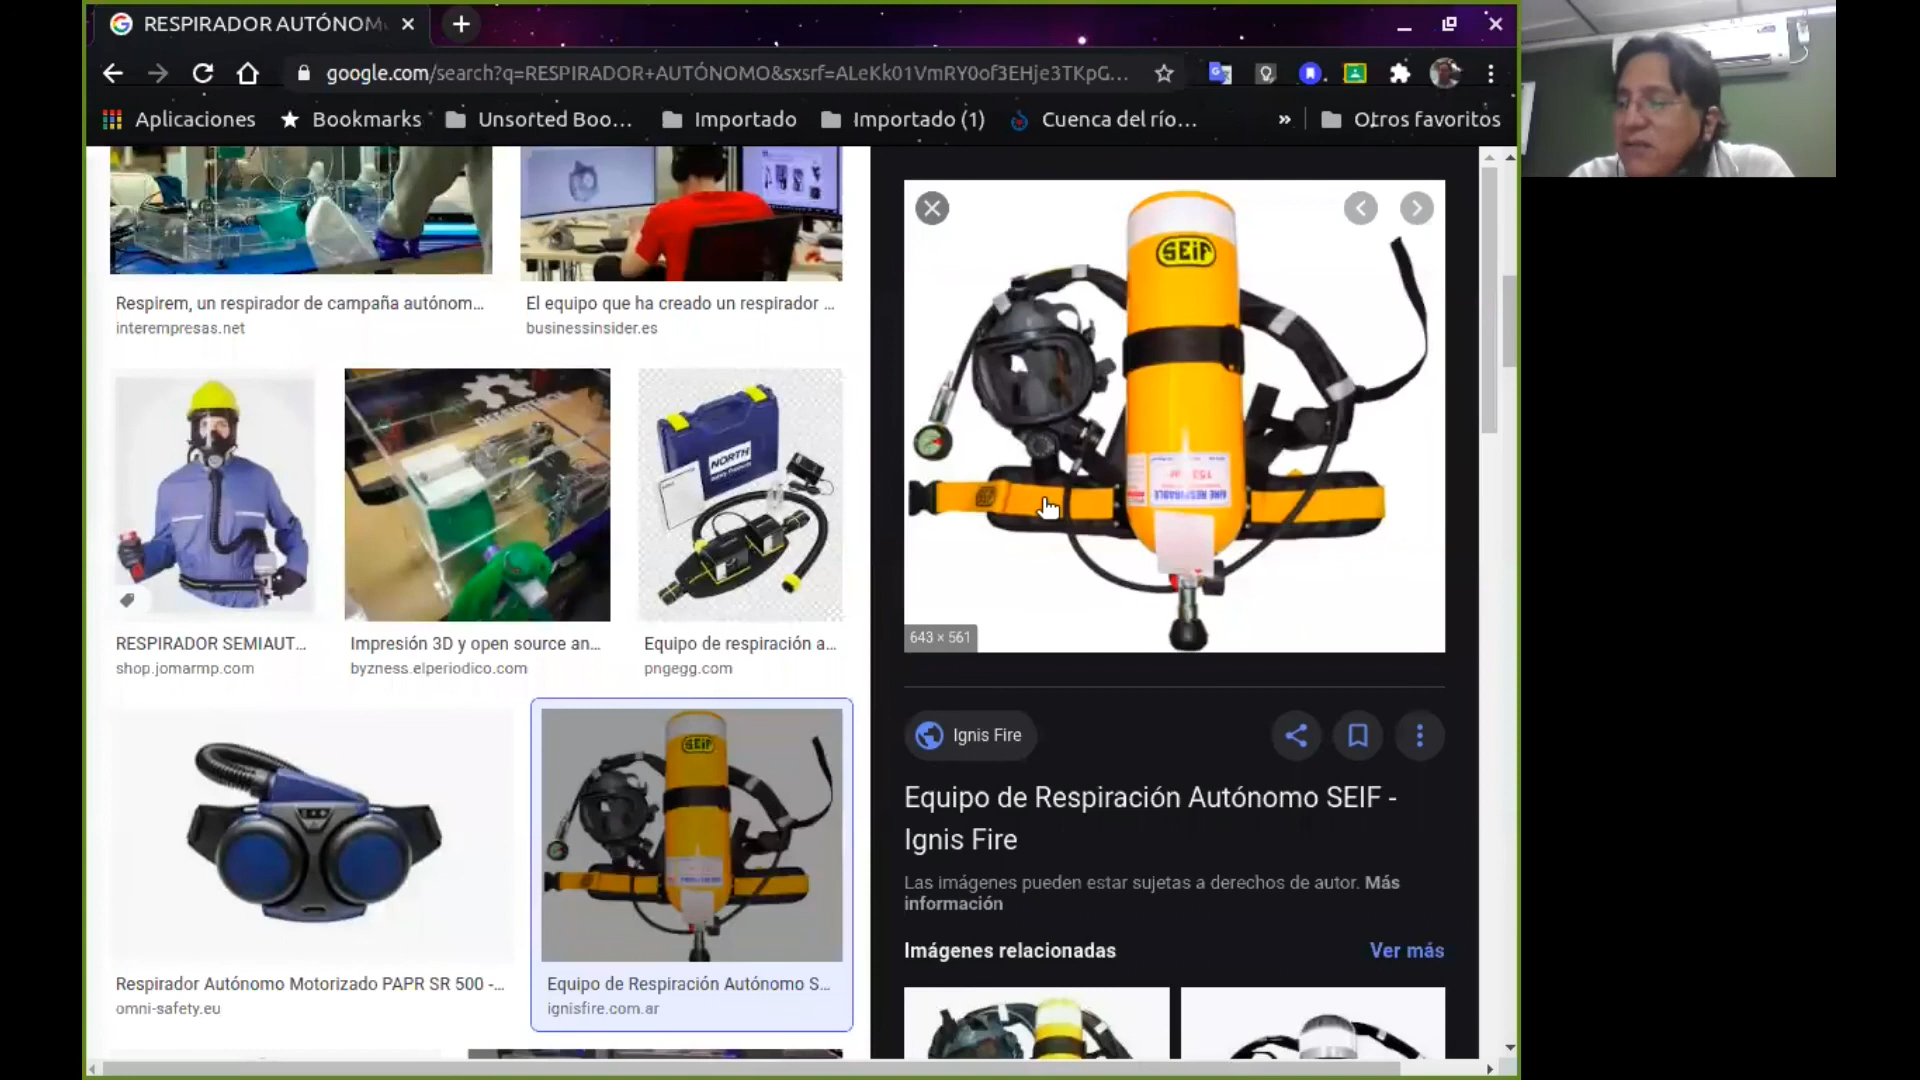 RESPIRADOR AUTÓNOM
google.com/search?q=RESPIRADOR+AUTÓNOMO&sxsrf=ALeKk01VmRY0of3EHje3TKpG...
Aplicaciones
Bookmarks
Unsorted Boo...
Importado
Importado (1)
Cuenca del río...
»
Otros favoritos
Respirem, un respirador de campaña autónom...
interempresas.net
El equipo que ha creado un respirador ...
businessinsider.es
NORTH
RESPIRADOR SEMIAUT...
shop.jomarmp.com
Impresión 3D y open source an...
byzness.elperiodico.com
Equipo de respiración a...
pngegg.com
SEIF
Respirador Autónomo Motorizado PAPR SR 500 -...
omni-safety.eu
Equipo de Respiración Autónomo S...
ignisfire.com.ar
SEIF
AIRE RESPIRABLE
643 × 561
Ignis Fire
Equipo de Respiración Autónomo SEIF -
Ignis Fire
Las imágenes pueden estar sujetas a derechos de autor. Más
información
Imágenes relacionadas
Ver más